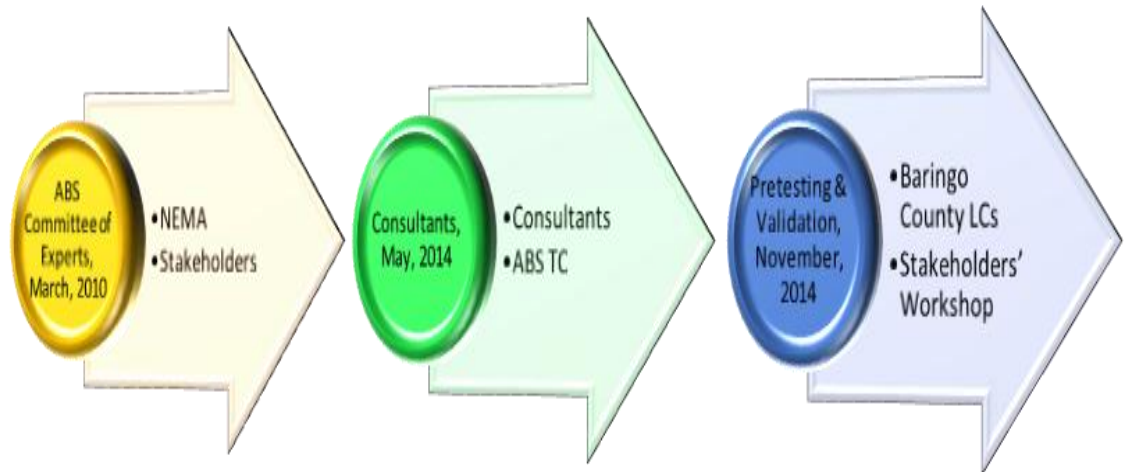 ABS
Committee of
Experts,
March, 2010
•NEMA
•Stakeholders
Consultants,
May, 2014
•Consultants
•ABS TC
Pretesting &
Validation,
November,
2014
•Baringo
County LCs
•Stakeholders’
Workshop